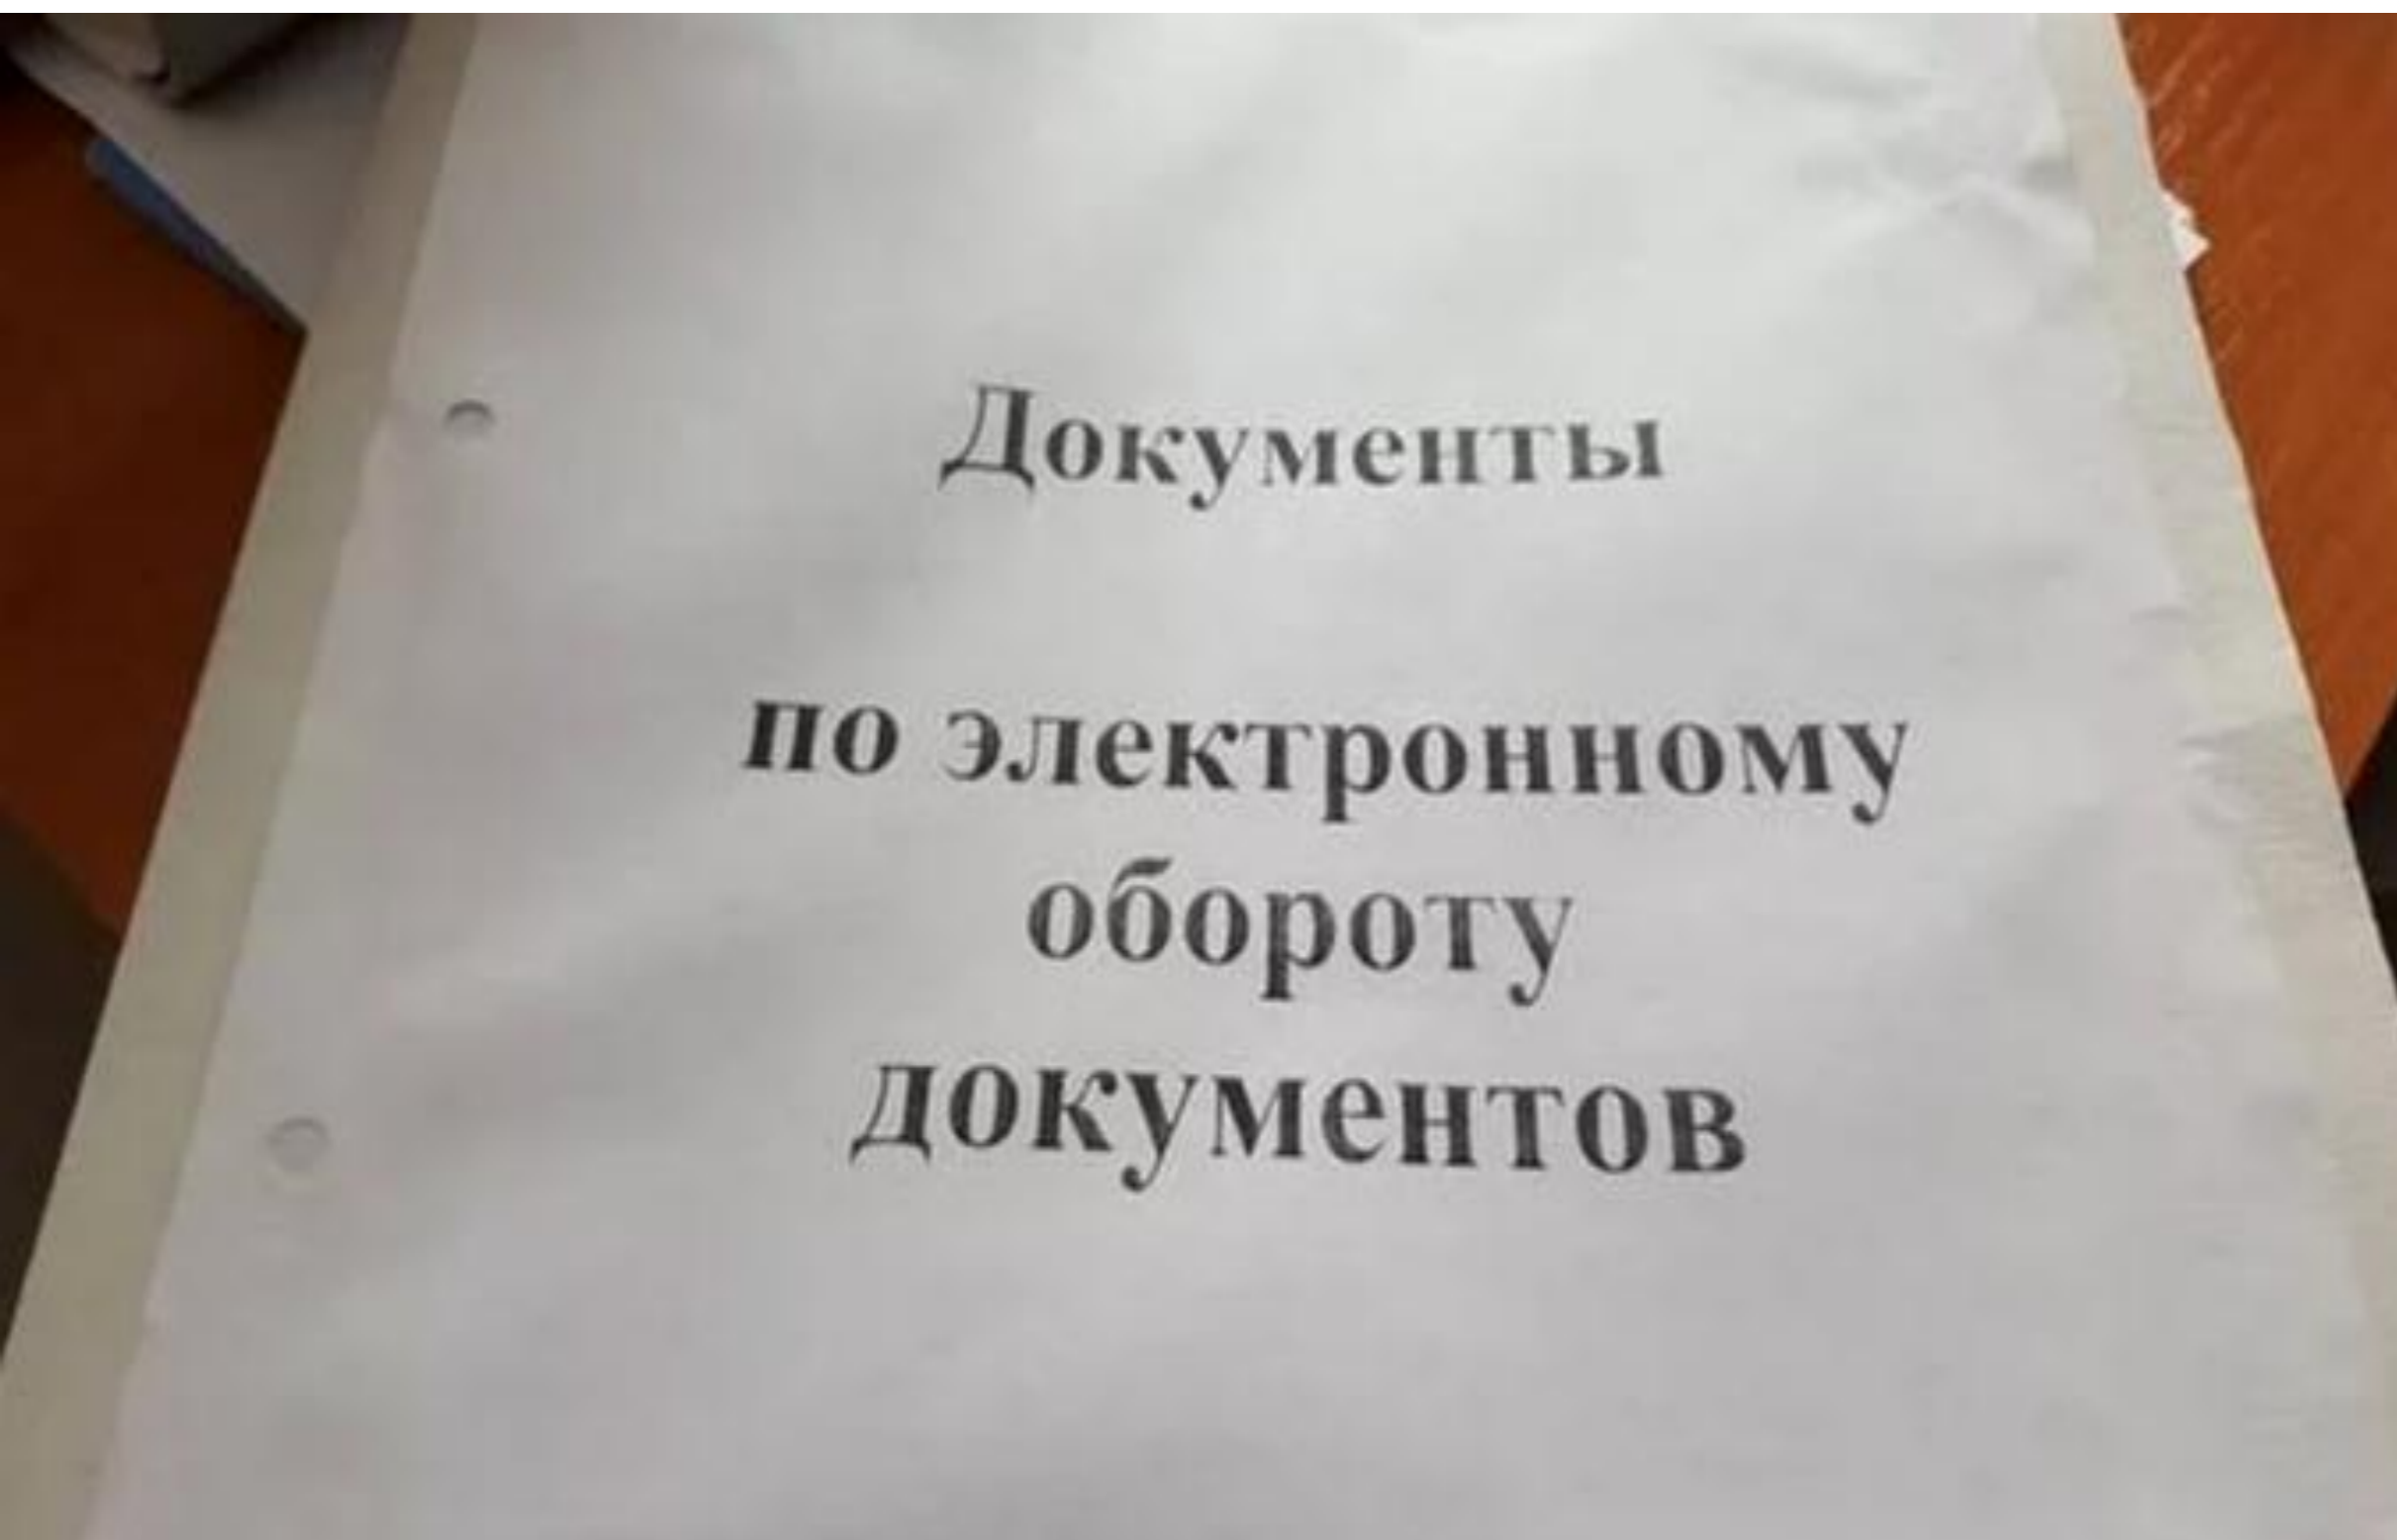 Документы
по электронному
обороту
документов